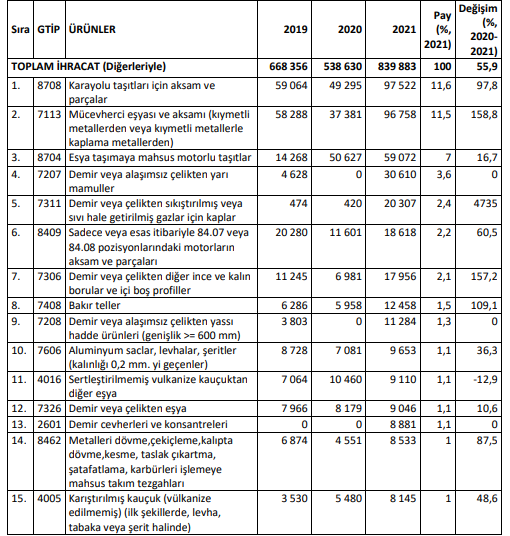 Sıra GTİP ÜRÜNLER 2019 2020 2021 Pay (%, 2021) Değişim (%, 2020-2021)
TOPLAM İHRACAT (Diğerleriyle) 668 356 538 630 839 883 100 55,9
1. 8708 Karayolu taşıtları için aksam ve 59 064 49 295 97 522 11,6 97,8
parçalar
2. 7113 Mücevherci eşyası ve aksamı (kıymetli 58 288 37 381 96 758 11,5 158,8
metallerden veya kıymetli metallerle
kaplama metallerden)
3. 8704 Esya taşımaya mahsus motorlu taşıtlar 14 268 50 627 59 072 7 16,7
4. 7207 Demir veya alaşımsız çelikten yarı 4 628 0 30 610 3,6 0
mamuller
5. 7311 Demir veya çelikten sıkıştırılmış veya 474 420 20 307 2,4 4735
sıvı hale getirilmiş gazlar için kaplar
6. 8409 Sadece veya esas itibariyle 84.07 veya 20 280 11 601 18 618 2,2 60,5
84.08 pozisyonlarındaki motorların
aksam ve parçaları
7. 7306 Demir veya çelikten diğer ince ve kalın 11 245 6 981 17 956 2,1 157,2
borular ve içi boş profiller
8. 7408 Bakır teller 6 286 5 958 12 458 1,5 109,1
9. 7208 Demir veya alaşımsız çelikten yassı 3 803 0 11 284 1,3 0
hadde ürünleri (genişlik >= 600 mm)
10. 7606 Aluminyum saclar, levhalar, şeritler 8 728 7 081 9 653 1,1 36,3
(kalınlığı 0,2 mm. yi geçenler)
11. 4016 Sertleştirilmemiş vulkanize kauçuktan 7 064 10 460 9 110 1,1 -12,9
diğer eşya
12. 7326 Demir veya çelikten eşya 7 966 8 179 9 046 1,1 10,6
13. 2601 Demir cevherleri ve konsantreleri 0 0 8 881 1,1 0
14. 8462 Metalleri dövme,çekiçleme,kalıpta 6 874 4 551 8 533 1 87,5
dövme,kesme, taslak çıkartma,
şatafatlama, karbürleri işlemeye
mahsus takım tezgahları
15. 4005 Karıştırılmış kauçuk (vülkanize 3 530 5 480 8 145 1 48,6
edilmemiş) (ilk şekillerde, levha,
tabaka veya şerit halinde)